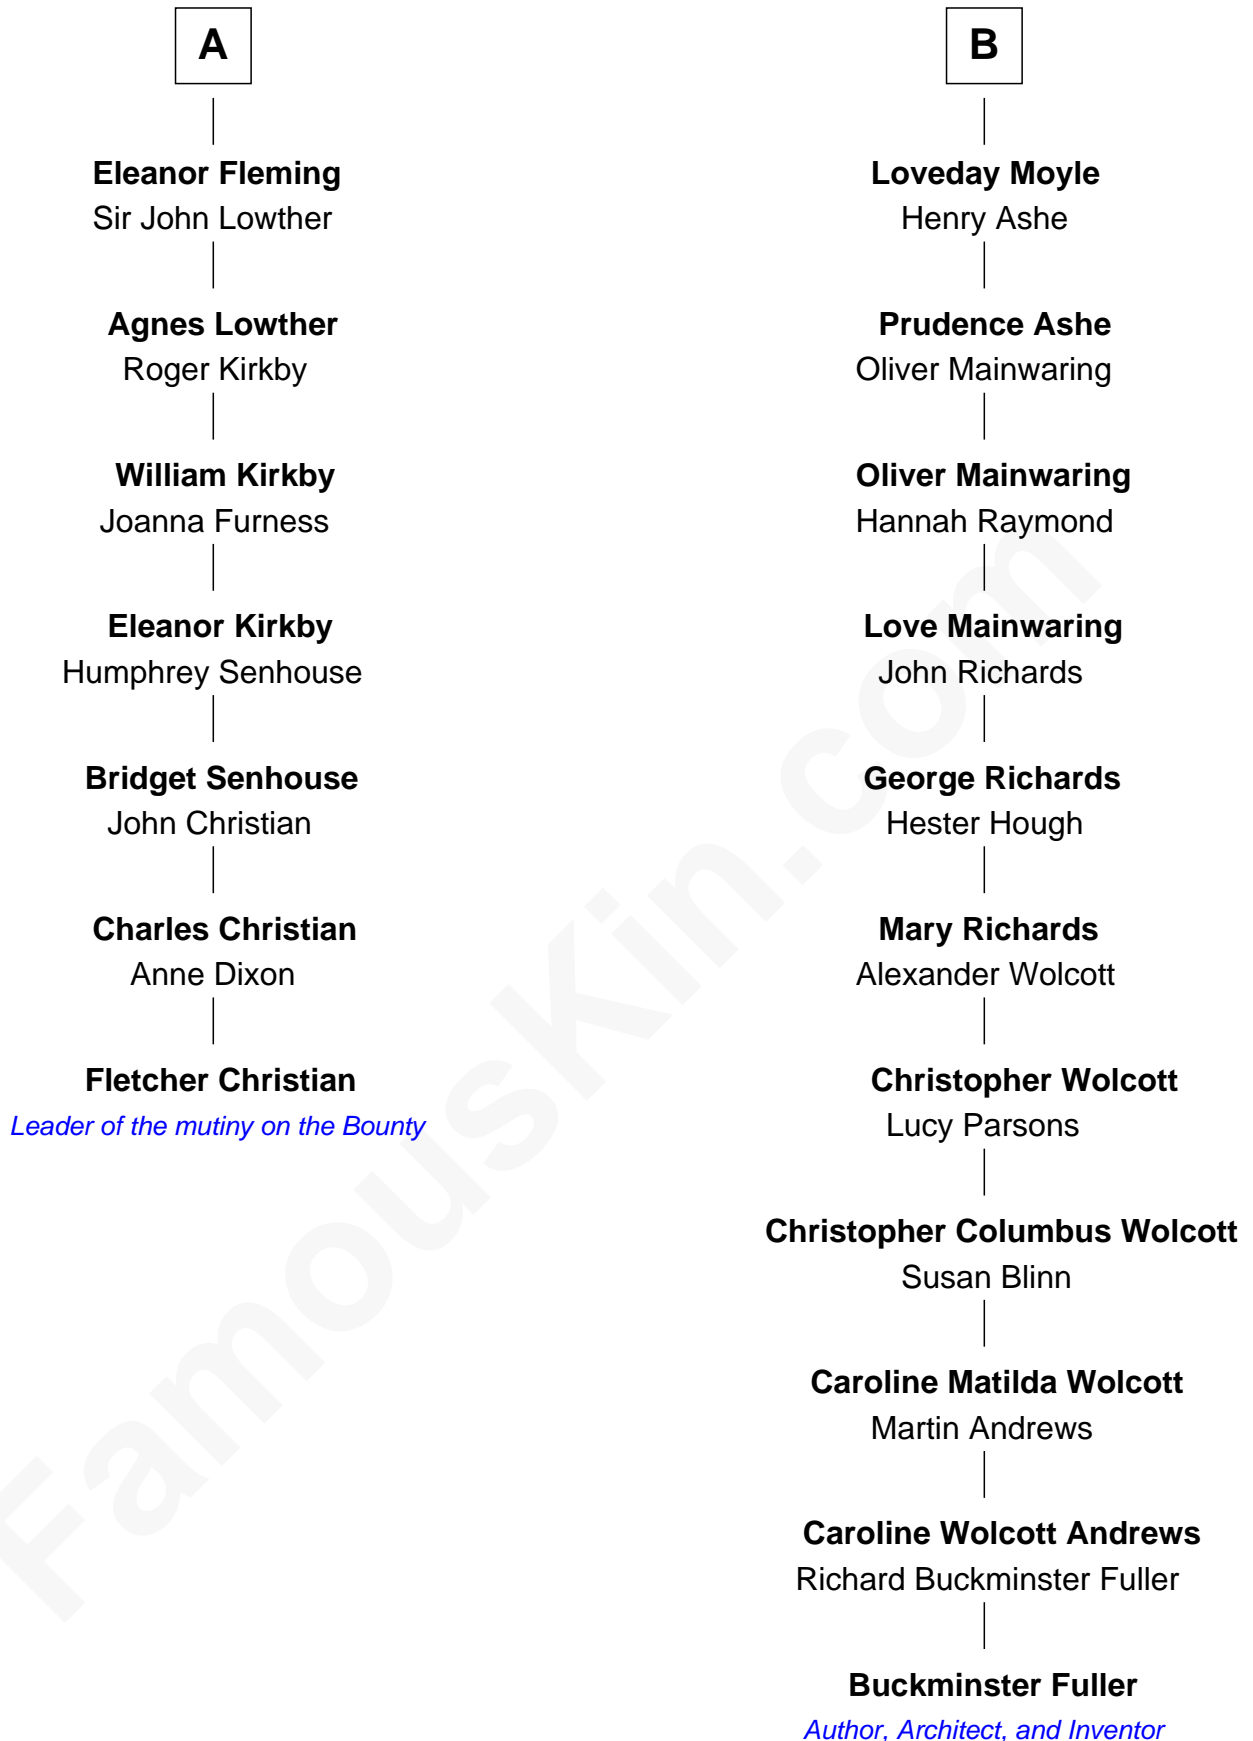 A
Eleanor Fleming
Sir John Lowther
Agnes Lowther
Roger Kirkby
William Kirkby
Joanna Furness
Eleanor Kirkby
Humphrey Senhouse
Bridget Senhouse
John Christian
Charles Christian
Anne Dixon
Fletcher Christian
Leader of the mutiny on the Bounty
B
Loveday Moyle
Henry Ashe
Prudence Ashe
Oliver Mainwaring
Oliver Mainwaring
Hannah Raymond
Love Mainwaring
John Richards
George Richards
Hester Hough
Mary Richards
Alexander Wolcott
Christopher Wolcott
Lucy Parsons
Christopher Columbus Wolcott
Susan Blinn
Caroline Matilda Wolcott
Martin Andrews
Caroline Wolcott Andrews
Richard Buckminster Fuller
Buckminster Fuller
Author, Architect, and Inventor
FamousKin.com